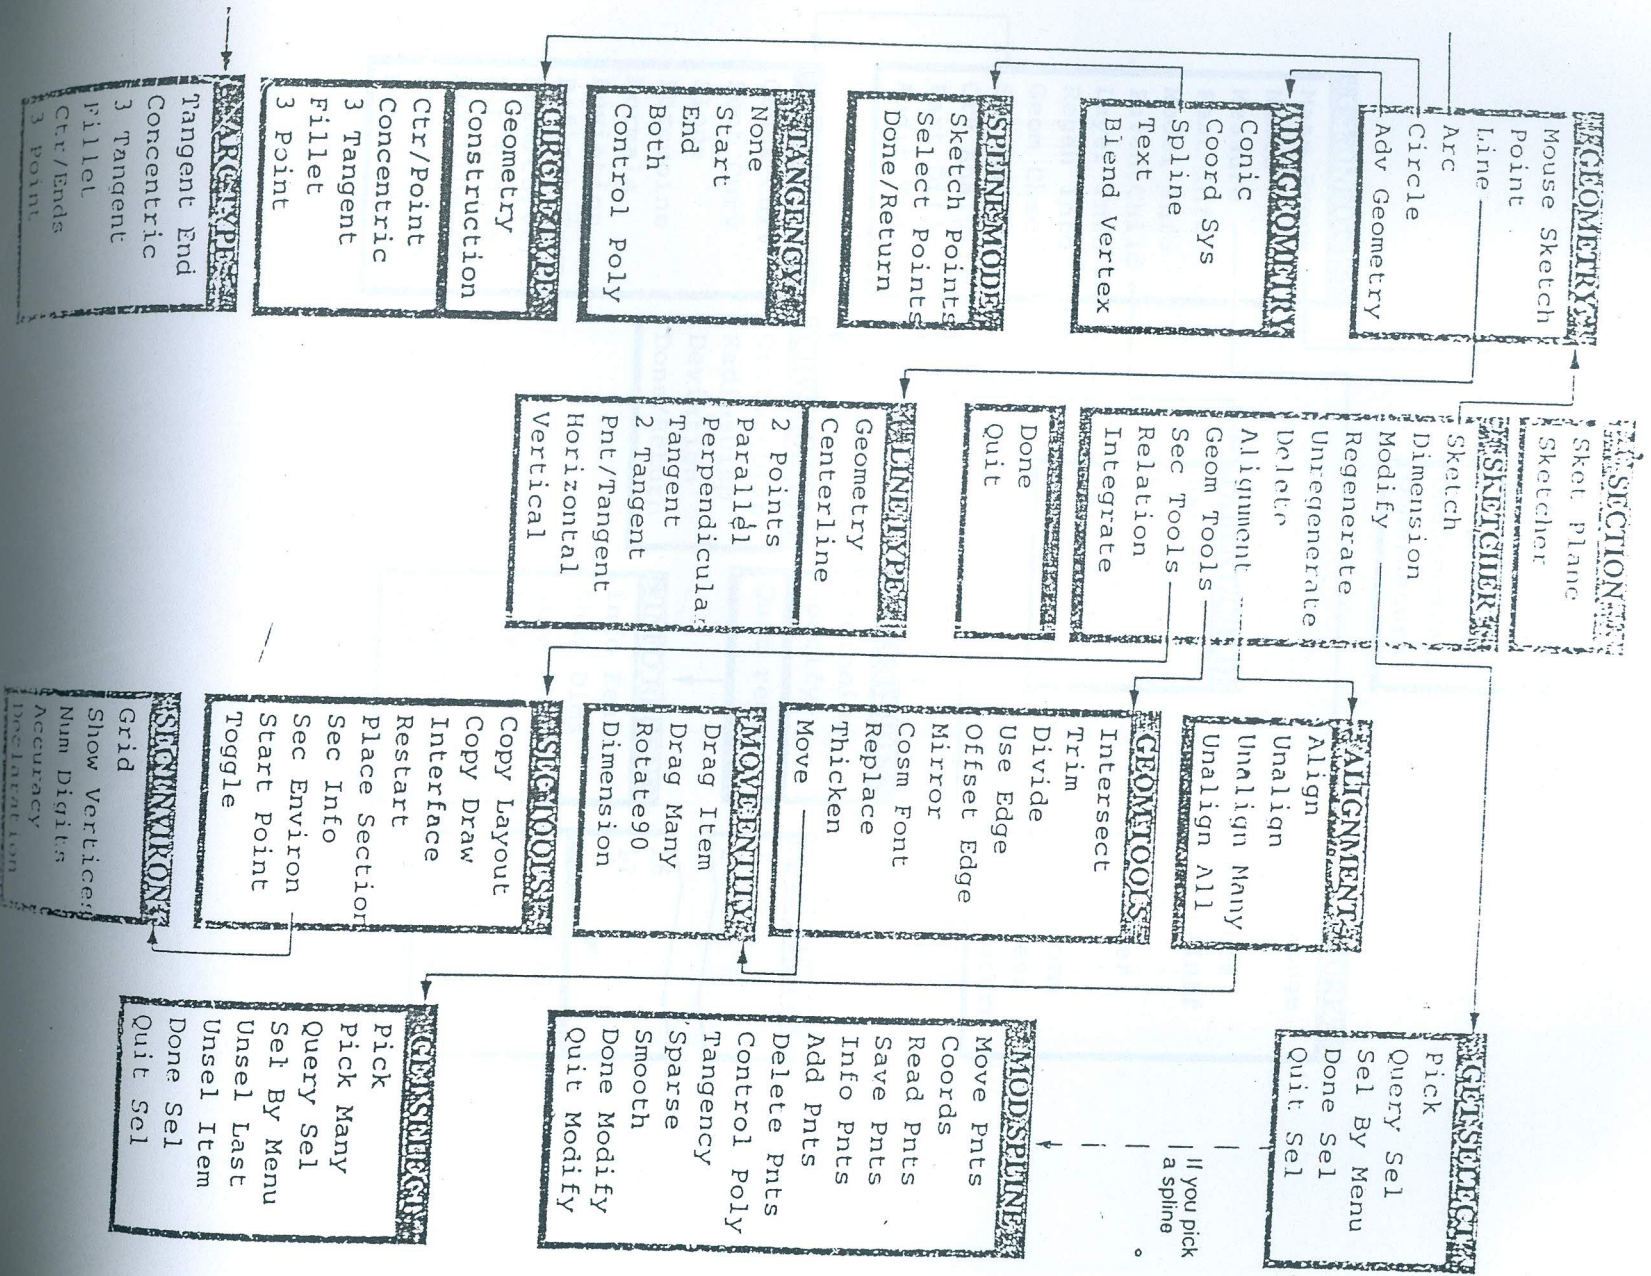 GEOMETRY
Mouse Sketch
Point
Line
Arc
Circle
Adv Geometry
ADV GEOMETRY
Conic
Coord Sys
Spline
Text
Blend Vertex
SPLINE MODE
Sketch Points
Select Points
Done/Return
TANGENCY
None
Start
End
Both
Control Poly
CIRCLE TYPE
Geometry
Construction
Ctr/Point
Concentric
3 Tangent
Fillet
3 Point
ARC TYPE
Tangent End
Concentric
3 Tangent
Fillet
Ctr/Ends
3 Point
SECTION
Sket Plane
Sketcher
SKETCHER
Sketch
Dimension
Modify
Regenerate
Unregenerate
Delete
Alignment
Geom Tools
Sec Tools
Relation
Integrate
Done
Quit
LINE TYPE
Geometry
Centerline
2 Points
Parallel
Perpendicular
Tangent
2 Tangent
Pnt/Tangent
Horizontal
Vertical
ALIGNMENT
Align
Unalign
Unalign Many
Unalign All
GEOM TOOLS
Intersect
Trim
Divide
Use Edge
Offset Edge
Mirror
Cosm Font
Replace
Thicken
Move
MOVE ENTITY
Drag Item
Drag Many
Rotate90
Dimension
SEC TOOLS
Copy Layout
Copy Draw
Interface
Restart
Place Section
Sec Info
Sec Environ
Start Point
Toggle
SEC ENVIRON
Grid
Show Vertices
Num Digits
Accuracy
Declaration
GET SELECT
Pick
Query Sel
Sel By Menu
Done Sel
Quit Sel
If you pick
a spline
MOD SPLINE
Move Pnts
Coords
Read Pnts
Save Pnts
Info Pnts
Add Pnts
Delete Pnts
Control Poly
Tangency
Sparse
Smooth
Done Modify
Quit Modify
GEN SELECT
Pick
Pick Many
Query Sel
Sel By Menu
Unsel Last
Unsel Item
Done Sel
Quit Sel